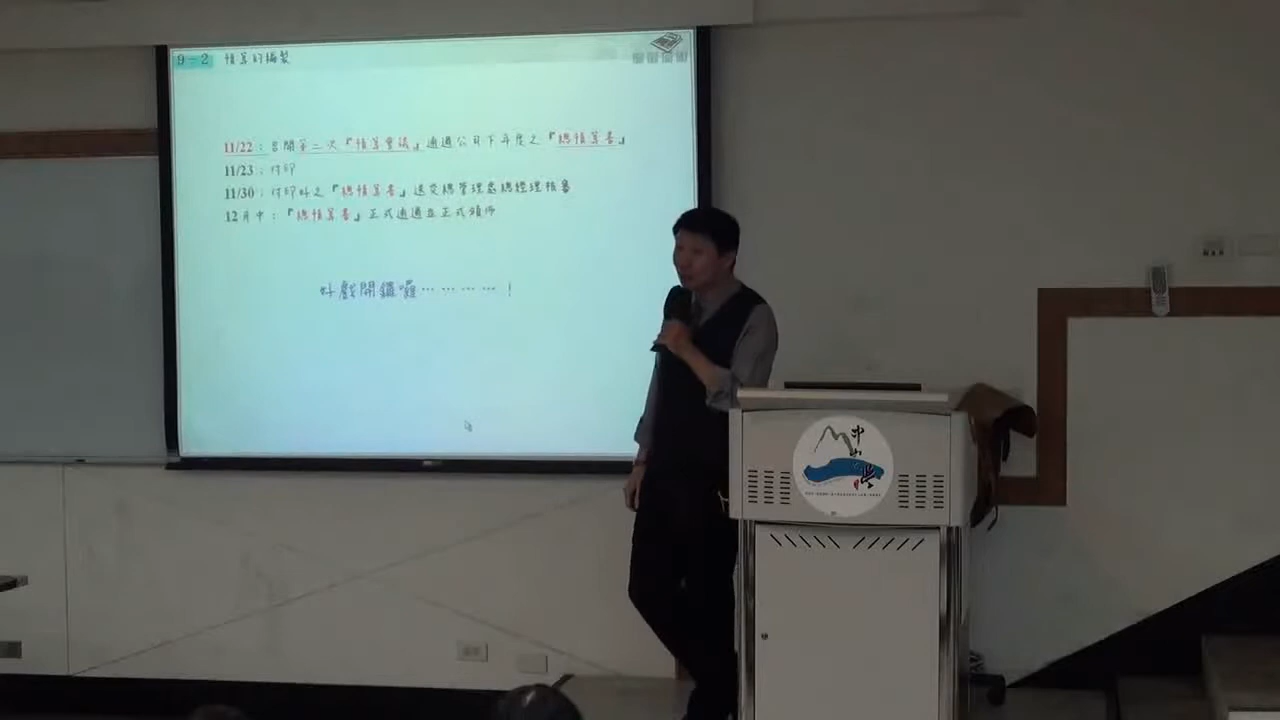 9-2 預算的編製
11/22：召開第二次『預算會議』通過公司下年度之『總預算書』
11/23：付印
11/30：付印好之『總預算書』送交總管理處總經理核審
12月中：『總預算書』正式通過並正式頒佈
好戲開鑼囉…………！
中山